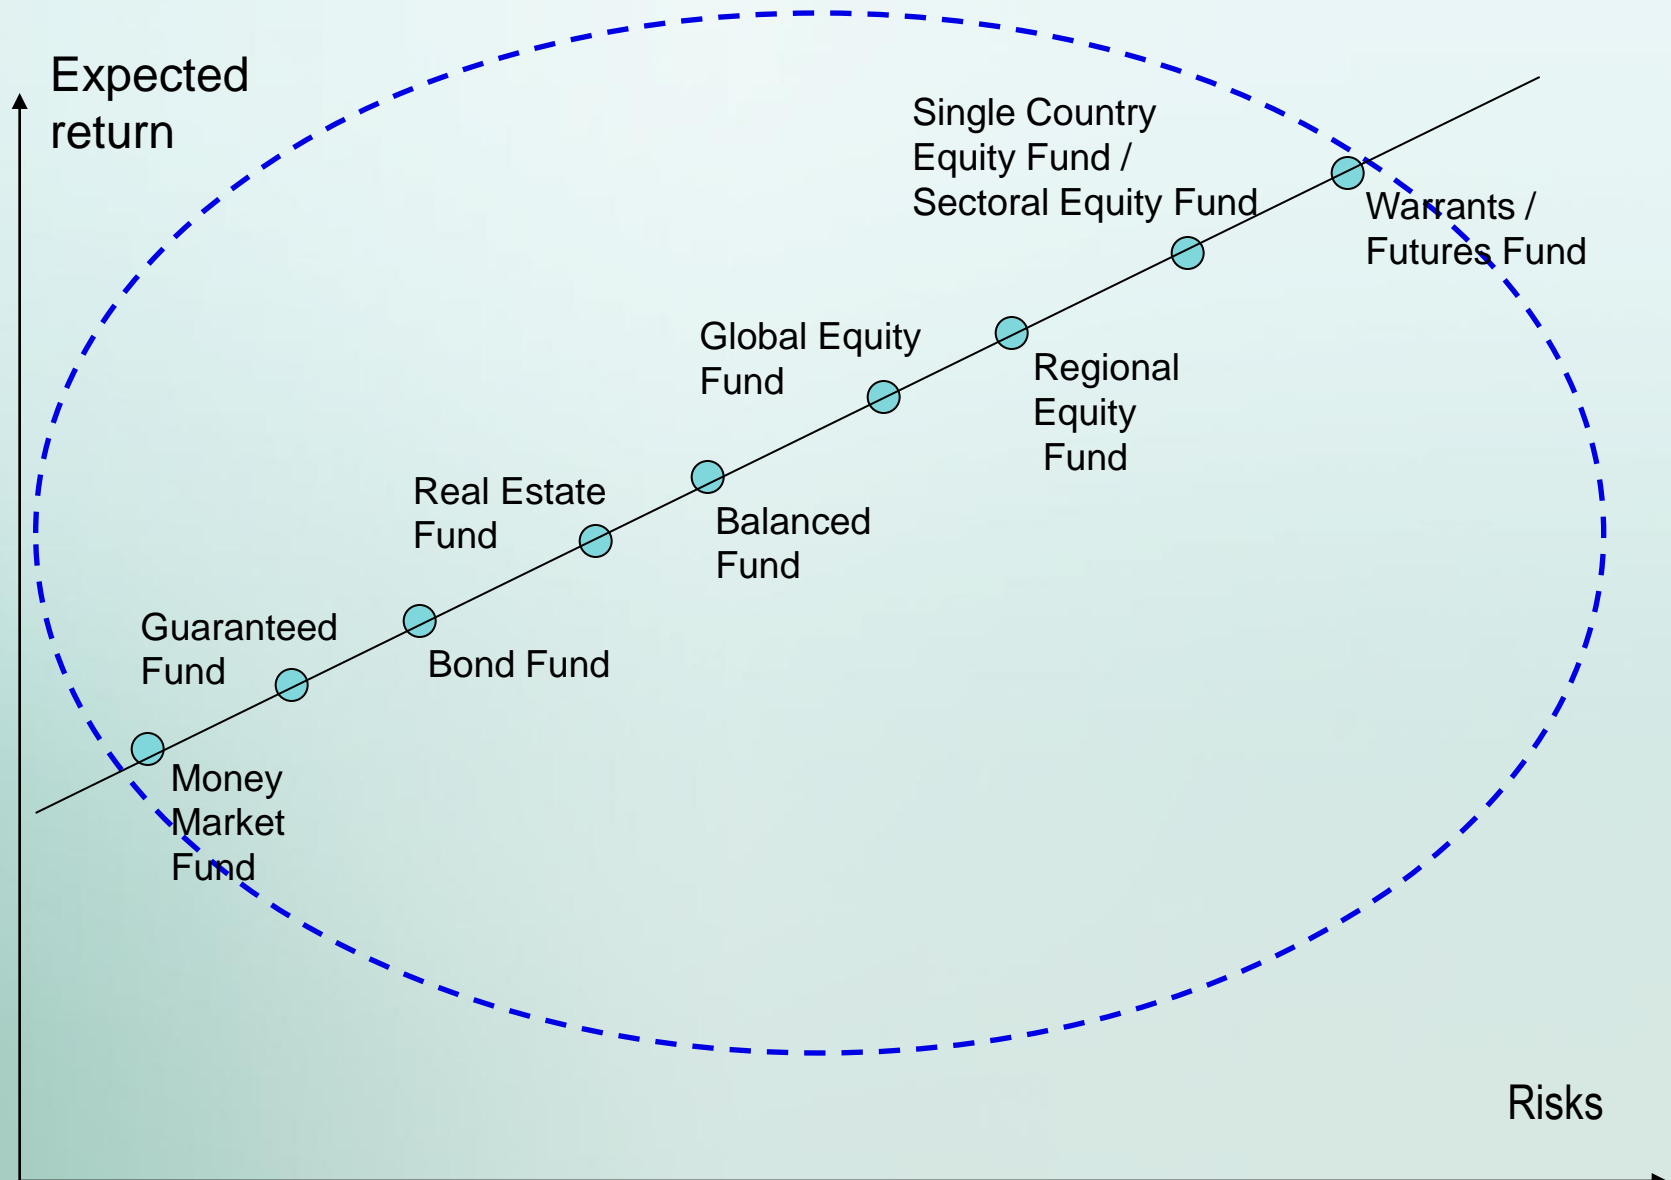 Expected
return
Single Country
Equity Fund /
Sectoral Equity Fund
Warrants /
Futures Fund
Global Equity
Fund
Regional
Equity
Fund
Real Estate
Fund
Balanced
Fund
Guaranteed
Fund
Bond Fund
Money
Market
Fund
Risks